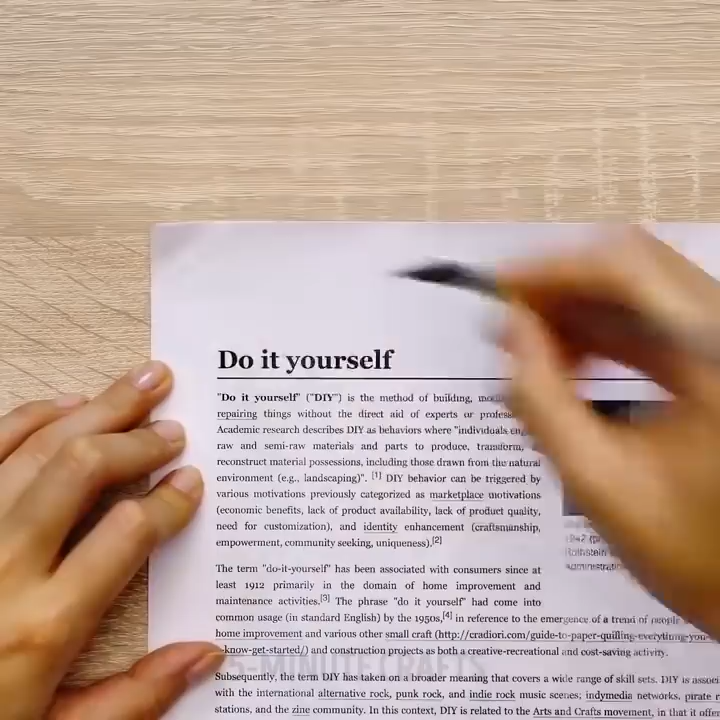 Do it yourself
"Do it yourself" ("DIY") is the method of building,
repairing things without the direct aid of experts or
Academic research describes DIY as behaviors where "individuals
raw and semi-raw materials and parts to produce, transform,
reconstruct material possessions, including those drawn from the natural
environment (e.g., landscaping)". [1] DIY behavior can be triggered by
various motivations previously categorized as marketplace motivations
(economic benefits, lack of product availability, lack of product quality,
need for customization), and identity enhancement (craftsmanship,
empowerment, community seeking, uniqueness).[2]
1942
Rothstein
The term "do-it-yourself" has been associated with consumers since at
least 1912 primarily in the domain of home improvement and
maintenance activities.[3] The phrase "do it yourself" had come into
common usage (in standard English) by the 1950s,[4] in reference to the emergence of a trend of people
home improvement and various other small craft (http://cradiori.com/guide-to-paper-quilling-everytimg-you-
-know-get-started/) and construction projects as both a creative-recreational and cost-saving activity.
5-MINUTE CRAFTS
Subsequently, the term DIY has taken on a broader meaning that covers a wide range of skill sets. DIY is
with the international alternative rock, punk rock, and indie rock music scenes; indymedia networks, pirate
stations, and the zine community. In this context, DIY is related to the Arts and Crafts movement, in that it